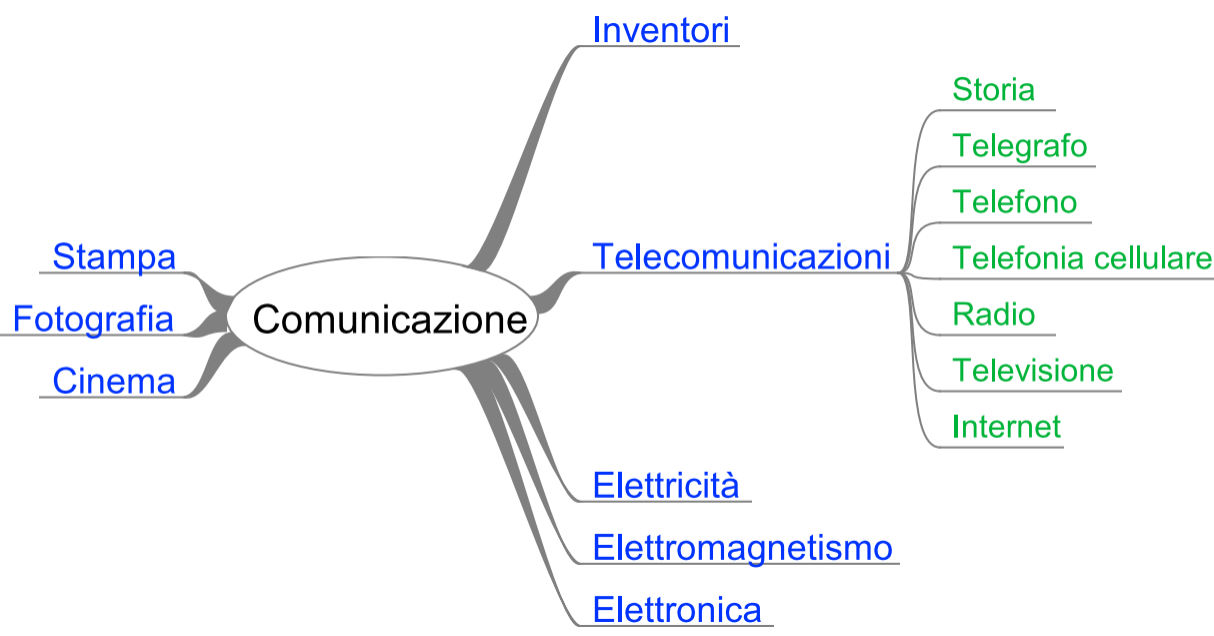 Comunicazione
Inventori
Telecomunicazioni
Storia
Telegrafo
Telefono
Telefonia cellulare
Radio
Televisione
Internet
Elettricità
Elettromagnetismo
Elettronica
Stampa
Fotografia
Cinema